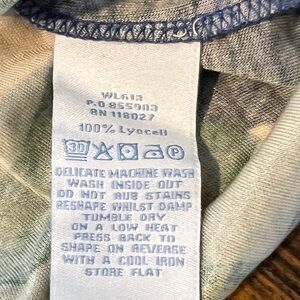 WL612
P.O 855903
RN 118027
100% Lyocell
30 P
DELICATE MACHINE WASH
WASH INSIDE OUT
DO NOT RUB STAINS
RESHAPE WHILST DAMP
TUMBLE DRY
ON A LOW HEAT
PRESS BACK TO
SHAPE ON REVERSE
WITH A COOL IRON
STORE FLAT